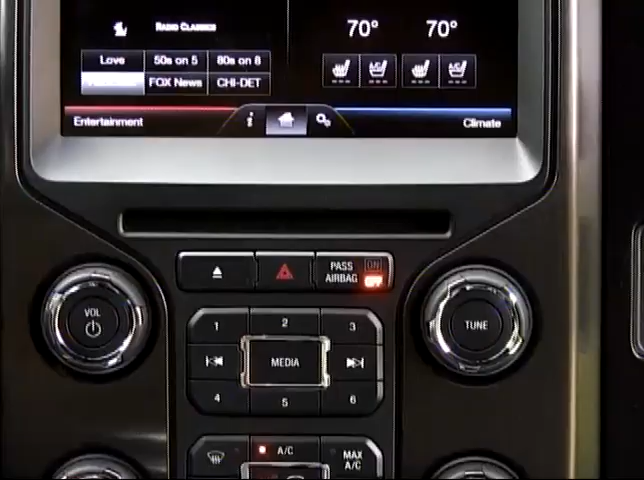 Radio Classics
70° 70°
Love 50s on 5 80s on 8
FOX News CHI-DET
A/C A/C
Entertainment i Climate
PASS AIRBAG ON OFF
VOL
TUNE
1 2 3
MEDIA
4 5 6
A/C
MAX A/C